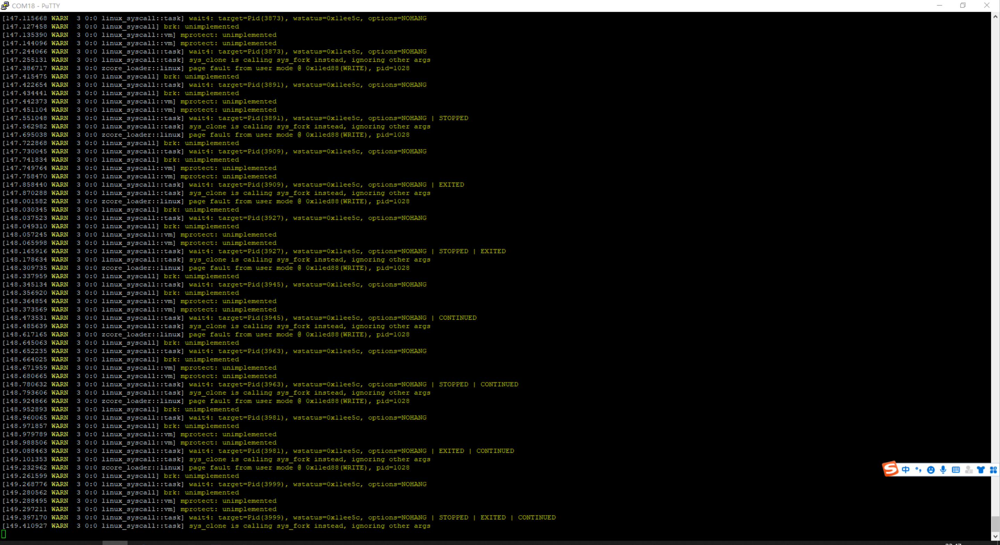 COM18 - PuTTY
[147.115668 WARN  3 0:0 linux_syscall::task] wait4: target=Pid(3873), wstatus=0x11ee5c, options=NOHANG
[147.127458 WARN  3 0:0 linux_syscall] brk: unimplemented
[147.135390 WARN  3 0:0 linux_syscall::vm] mprotect: unimplemented
[147.144096 WARN  3 0:0 linux_syscall::vm] mprotect: unimplemented
[147.244066 WARN  3 0:0 linux_syscall::task] wait4: target=Pid(3873), wstatus=0x11ee5c, options=NOHANG
[147.255131 WARN  3 0:0 linux_syscall::task] sys_clone is calling sys_fork instead, ignoring other args
[147.386717 WARN  3 0:0 zcore_loader::linux] page fault from user mode @ 0x11ed88(WRITE), pid=1028
[147.415475 WARN  3 0:0 linux_syscall] brk: unimplemented
[147.422654 WARN  3 0:0 linux_syscall::task] wait4: target=Pid(3891), wstatus=0x11ee5c, options=NOHANG
[147.434441 WARN  3 0:0 linux_syscall] brk: unimplemented
[147.442373 WARN  3 0:0 linux_syscall::vm] mprotect: unimplemented
[147.451104 WARN  3 0:0 linux_syscall::vm] mprotect: unimplemented
[147.551048 WARN  3 0:0 linux_syscall::task] wait4: target=Pid(3891), wstatus=0x11ee5c, options=NOHANG | STOPPED
[147.562982 WARN  3 0:0 linux_syscall::task] sys_clone is calling sys_fork instead, ignoring other args
[147.695038 WARN  3 0:0 zcore_loader::linux] page fault from user mode @ 0x11ed88(WRITE), pid=1028
[147.722868 WARN  3 0:0 linux_syscall] brk: unimplemented
[147.730045 WARN  3 0:0 linux_syscall::task] wait4: target=Pid(3909), wstatus=0x11ee5c, options=NOHANG
[147.741834 WARN  3 0:0 linux_syscall] brk: unimplemented
[147.749764 WARN  3 0:0 linux_syscall::vm] mprotect: unimplemented
[147.758470 WARN  3 0:0 linux_syscall::vm] mprotect: unimplemented
[147.858440 WARN  3 0:0 linux_syscall::task] wait4: target=Pid(3909), wstatus=0x11ee5c, options=NOHANG | EXITED
[147.870288 WARN  3 0:0 linux_syscall::task] sys_clone is calling sys_fork instead, ignoring other args
[148.001582 WARN  3 0:0 zcore_loader::linux] page fault from user mode @ 0x11ed88(WRITE), pid=1028
[148.030345 WARN  3 0:0 linux_syscall] brk: unimplemented
[148.037523 WARN  3 0:0 linux_syscall::task] wait4: target=Pid(3927), wstatus=0x11ee5c, options=NOHANG
[148.049310 WARN  3 0:0 linux_syscall] brk: unimplemented
[148.057245 WARN  3 0:0 linux_syscall::vm] mprotect: unimplemented
[148.065998 WARN  3 0:0 linux_syscall::vm] mprotect: unimplemented
[148.165916 WARN  3 0:0 linux_syscall::task] wait4: target=Pid(3927), wstatus=0x11ee5c, options=NOHANG | STOPPED | EXITED
[148.178634 WARN  3 0:0 linux_syscall::task] sys_clone is calling sys_fork instead, ignoring other args
[148.309735 WARN  3 0:0 zcore_loader::linux] page fault from user mode @ 0x11ed88(WRITE), pid=1028
[148.337959 WARN  3 0:0 linux_syscall] brk: unimplemented
[148.345134 WARN  3 0:0 linux_syscall::task] wait4: target=Pid(3945), wstatus=0x11ee5c, options=NOHANG
[148.356920 WARN  3 0:0 linux_syscall] brk: unimplemented
[148.364854 WARN  3 0:0 linux_syscall::vm] mprotect: unimplemented
[148.373569 WARN  3 0:0 linux_syscall::vm] mprotect: unimplemented
[148.473531 WARN  3 0:0 linux_syscall::task] wait4: target=Pid(3945), wstatus=0x11ee5c, options=NOHANG | CONTINUED
[148.485639 WARN  3 0:0 linux_syscall::task] sys_clone is calling sys_fork instead, ignoring other args
[148.617165 WARN  3 0:0 zcore_loader::linux] page fault from user mode @ 0x11ed88(WRITE), pid=1028
[148.645063 WARN  3 0:0 linux_syscall] brk: unimplemented
[148.652235 WARN  3 0:0 linux_syscall::task] wait4: target=Pid(3963), wstatus=0x11ee5c, options=NOHANG
[148.664025 WARN  3 0:0 linux_syscall] brk: unimplemented
[148.671959 WARN  3 0:0 linux_syscall::vm] mprotect: unimplemented
[148.680665 WARN  3 0:0 linux_syscall::vm] mprotect: unimplemented
[148.780632 WARN  3 0:0 linux_syscall::task] wait4: target=Pid(3963), wstatus=0x11ee5c, options=NOHANG | STOPPED | CONTINUED
[148.793606 WARN  3 0:0 linux_syscall::task] sys_clone is calling sys_fork instead, ignoring other args
[148.924866 WARN  3 0:0 zcore_loader::linux] page fault from user mode @ 0x11ed88(WRITE), pid=1028
[148.952893 WARN  3 0:0 linux_syscall] brk: unimplemented
[148.960065 WARN  3 0:0 linux_syscall::task] wait4: target=Pid(3981), wstatus=0x11ee5c, options=NOHANG
[148.971857 WARN  3 0:0 linux_syscall] brk: unimplemented
[148.979789 WARN  3 0:0 linux_syscall::vm] mprotect: unimplemented
[148.988506 WARN  3 0:0 linux_syscall::vm] mprotect: unimplemented
[149.088463 WARN  3 0:0 linux_syscall::task] wait4: target=Pid(3981), wstatus=0x11ee5c, options=NOHANG | EXITED | CONTINUED
[149.101353 WARN  3 0:0 linux_syscall::task] sys_clone is calling sys_fork instead, ignoring other args
[149.232962 WARN  3 0:0 zcore_loader::linux] page fault from user mode @ 0x11ed88(WRITE), pid=1028
[149.261599 WARN  3 0:0 linux_syscall] brk: unimplemented
[149.268776 WARN  3 0:0 linux_syscall::task] wait4: target=Pid(3999), wstatus=0x11ee5c, options=NOHANG
[149.280562 WARN  3 0:0 linux_syscall] brk: unimplemented
[149.288495 WARN  3 0:0 linux_syscall::vm] mprotect: unimplemented
[149.297211 WARN  3 0:0 linux_syscall::vm] mprotect: unimplemented
[149.397170 WARN  3 0:0 linux_syscall::task] wait4: target=Pid(3999), wstatus=0x11ee5c, options=NOHANG | STOPPED | EXITED | CONTINUED
[149.410927 WARN  3 0:0 linux_syscall::task] sys_clone is calling sys_fork instead, ignoring other args
S 中